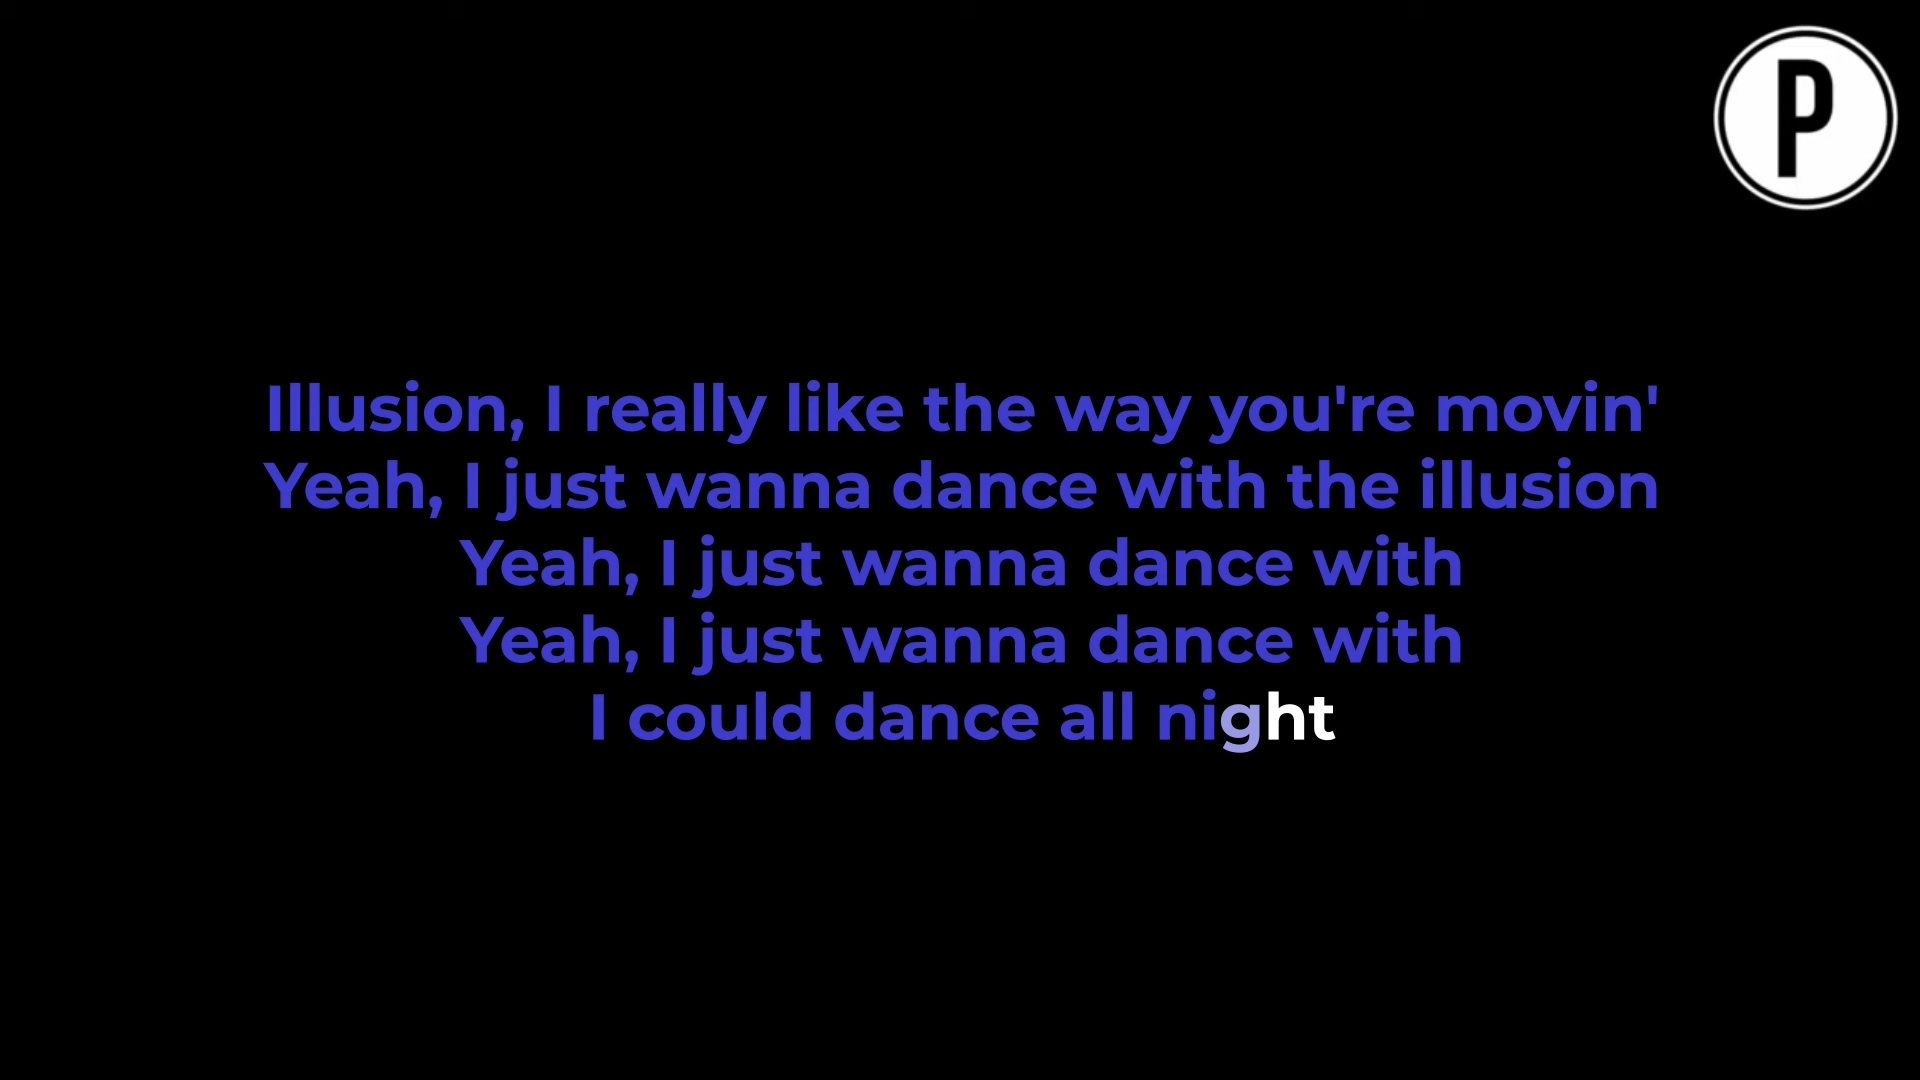 P
Illusion, I really like the way you're movin'
Yeah, I just wanna dance with the illusion
Yeah, I just wanna dance with
Yeah, I just wanna dance with
I could dance all night